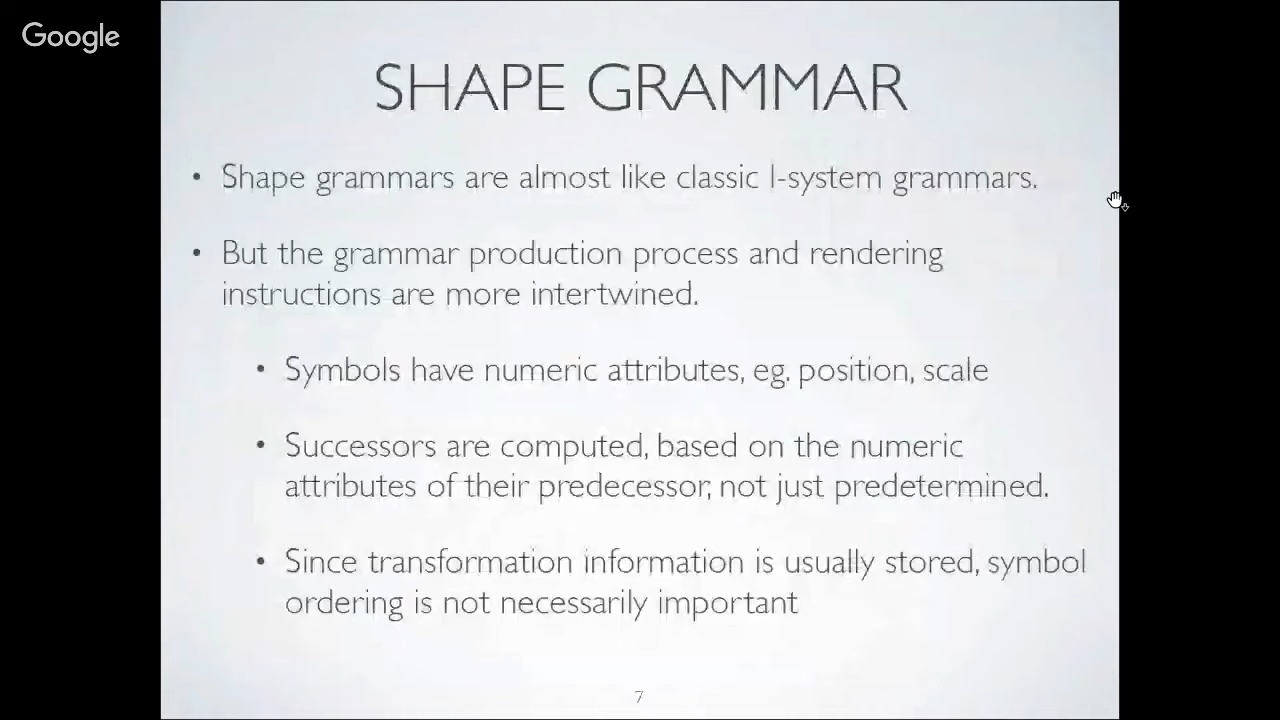 Google
SHAPE GRAMMAR
• Shape grammars are almost like classic l-system grammars.
• But the grammar production process and rendering
instructions are more intertwined.
• Symbols have numeric attributes, eg. position, scale
• Successors are computed, based on the numeric
attributes of their predecessor, not just predetermined.
• Since transformation information is usually stored, symbol
ordering is not necessarily important
7